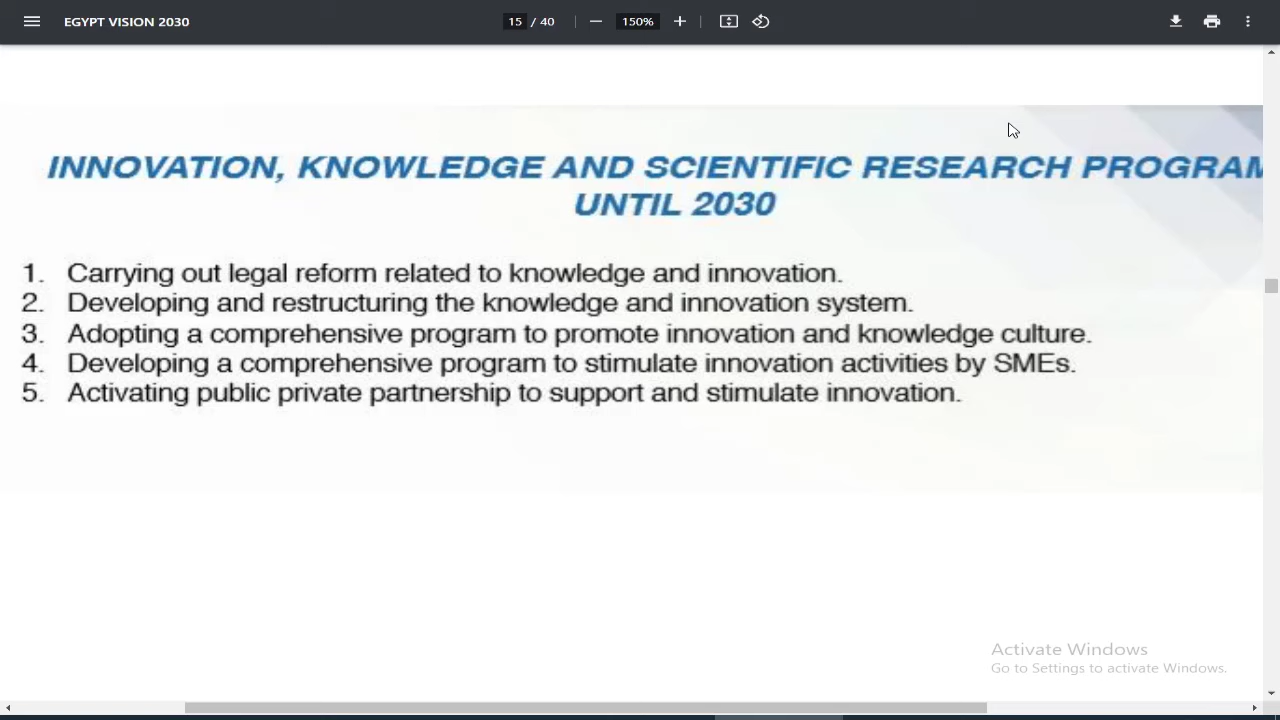 EGYPT VISION 2030
15 / 40
150%
INNOVATION, KNOWLEDGE AND SCIENTIFIC RESEARCH PROGRAM
UNTIL 2030
1. Carrying out legal reform related to knowledge and innovation.
2. Developing and restructuring the knowledge and innovation system.
3. Adopting a comprehensive program to promote innovation and knowledge culture.
4. Developing a comprehensive program to stimulate innovation activities by SMEs.
5. Activating public private partnership to support and stimulate innovation.
Activate Windows
Go to Settings to activate Windows.